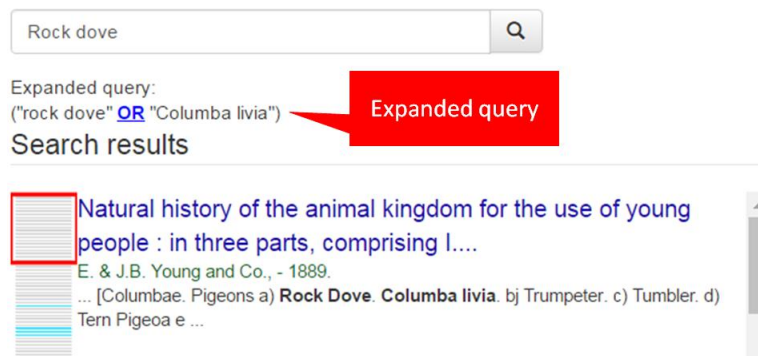 Rock dove
Expanded query:
("rock dove" OR "Columba livia")
Expanded query
Search results
Natural history of the animal kingdom for the use of young
people : in three parts, comprising I....
E. & J.B. Young and Co., - 1889.
... [Columbae. Pigeons a) Rock Dove. Columba livia. bj Trumpeter. c) Tumbler. d)
Tern Pigeoa e ...